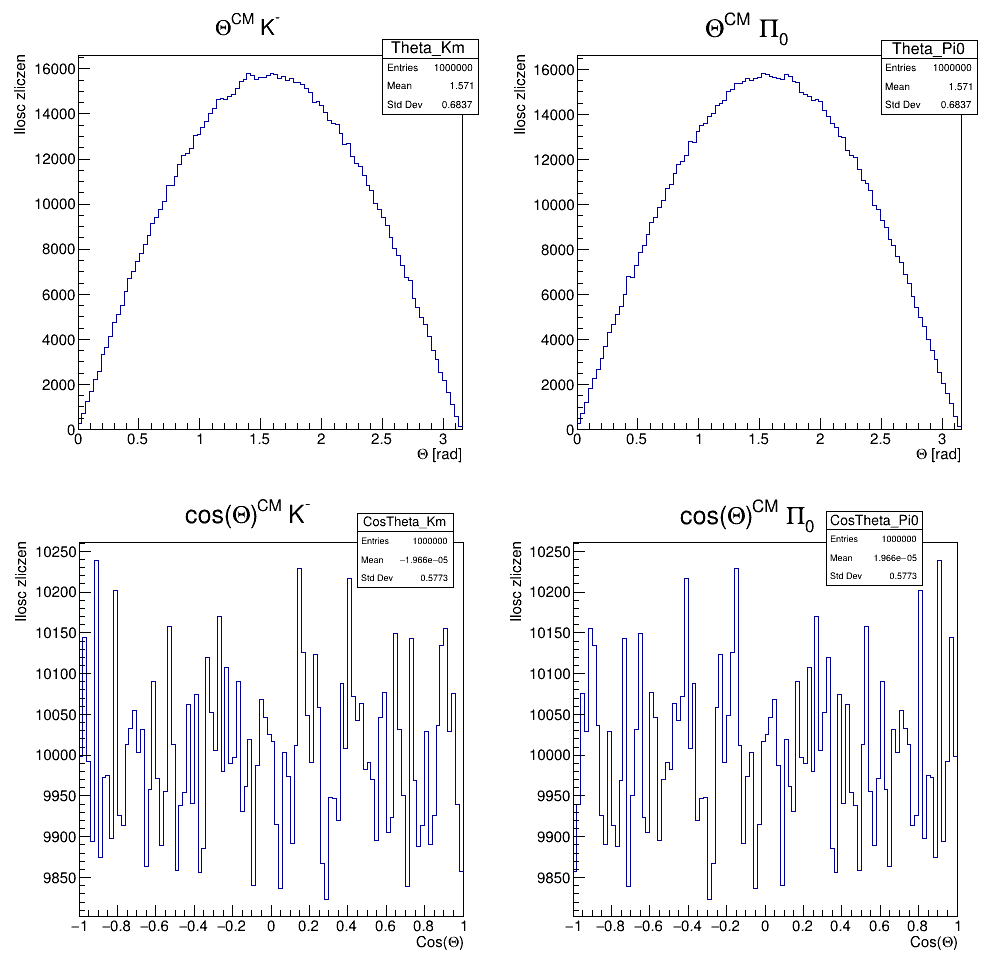 Θ^CM K^-
Ilosc zliczen
Theta_Km
Entries 1000000
Mean 1.571
Std Dev 0.6837
16000
14000
12000
10000
8000
6000
4000
2000
0
0 0.5 1 1.5 2 2.5 3
Θ [rad]
Θ^CM Π_0
Ilosc zliczen
Theta_Pi0
Entries 1000000
Mean 1.571
Std Dev 0.6837
16000
14000
12000
10000
8000
6000
4000
2000
0
0 0.5 1 1.5 2 2.5 3
Θ [rad]
cos(Θ)^CM K^-
Ilosc zliczen
CosTheta_Km
Entries 1000000
Mean −1.966e−05
Std Dev 0.5773
10250
10200
10150
10100
10050
10000
9950
9900
9850
−1 −0.8 −0.6 −0.4 −0.2 0 0.2 0.4 0.6 0.8 1
Cos(Θ)
cos(Θ)^CM Π_0
Ilosc zliczen
CosTheta_Pi0
Entries 1000000
Mean 1.966e−05
Std Dev 0.5773
10250
10200
10150
10100
10050
10000
9950
9900
9850
−1 −0.8 −0.6 −0.4 −0.2 0 0.2 0.4 0.6 0.8 1
Cos(Θ)